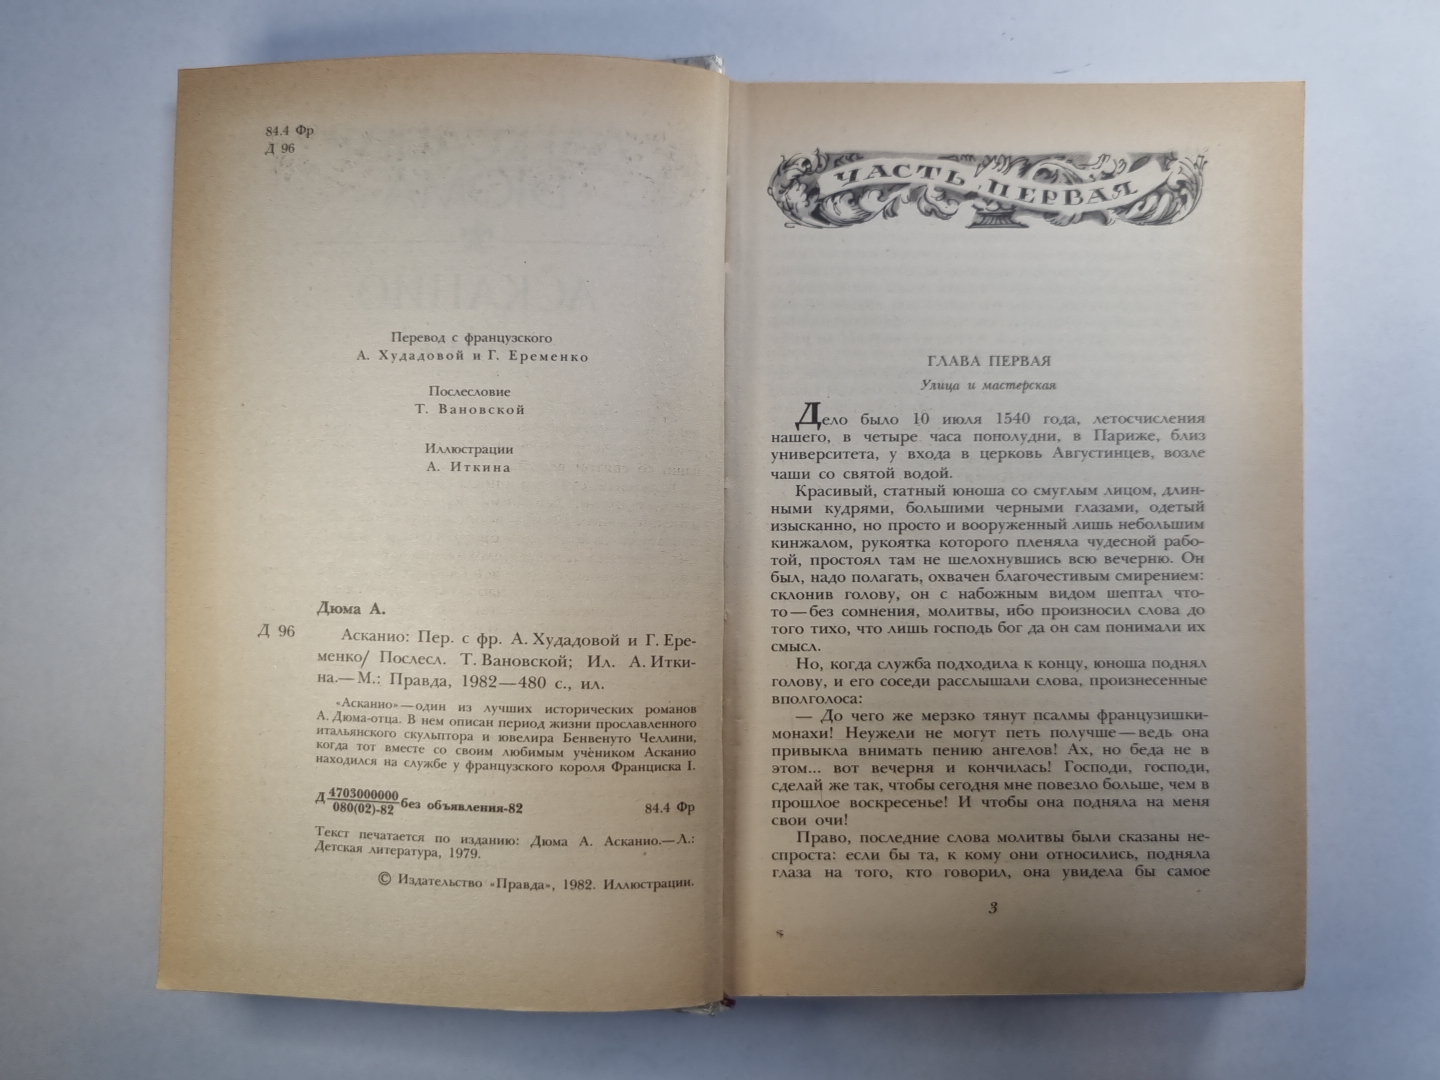 84.4 Фр
Д 96
Перевод с французского
А. Худадовой и Г. Еременко
Послесловие
Т. Вановской
Иллюстрации
А. Иткина
Дюма А.
Д 96
Асканио: Пер. с фр. А. Худадовой и Г. Ере-
менко/ Послесл. Т. Вановской; Ил. А. Итки-
на.— М.: Правда, 1982—480 с., ил.
«Асканио»—один из лучших исторических романов
А. Дюма-отца. В нем описан период жизни прославленного
итальянского скульптора и ювелира Бенвенуто Челлини,
когда тот вместе со своим любимым учеником Асканио
находился на службе у французского короля Франциска I.
Д 4703000000
080(02)-82 без объявления-82
84.4 Фр
Текст печатается по изданию: Дюма А. Асканио.—Л.:
Детская литература, 1979.
© Издательство «Правда», 1982. Иллюстрации.
ЧАСТЬ ПЕРВАЯ
ГЛАВА ПЕРВАЯ
Улица и мастерская
Дело было 10 июля 1540 года, летосчисления
нашего, в четыре часа пополудни, в Париже, близ
университета, у входа в церковь Августинцев, возле
чаши со святой водой.
Красивый, статный юноша со смуглым лицом, длин-
ными кудрями, большими черными глазами, одетый
изысканно, но просто и вооруженный лишь небольшим
кинжалом, рукоятка которого пленяла чудесной рабо-
той, простоял там не шелохнувшись всю вечерню. Он
был, надо полагать, охвачен благочестивым смирением:
склонив голову, он с набожным видом шептал что-
то—без сомнения, молитвы, ибо произносил слова до
того тихо, что лишь господь бог да он сам понимали их
смысл.
Но, когда служба подходила к концу, юноша поднял
голову, и его соседи расслышали слова, произнесенные
вполголоса:
— До чего же мерзко тянут псалмы французишки-
монахи! Неужели не могут петь получше—ведь она
привыкла внимать пению ангелов! Ах, но беда не в
этом... вот вечерня и кончилась! Господи, господи,
сделай же так, чтобы сегодня мне повезло больше, чем в
прошлое воскресенье! И чтобы она подняла на меня
свои очи!
Право, последние слова молитвы были сказаны не-
спроста: если бы та, к кому они относились, подняла
глаза на того, кто говорил, она увидела бы самое
3